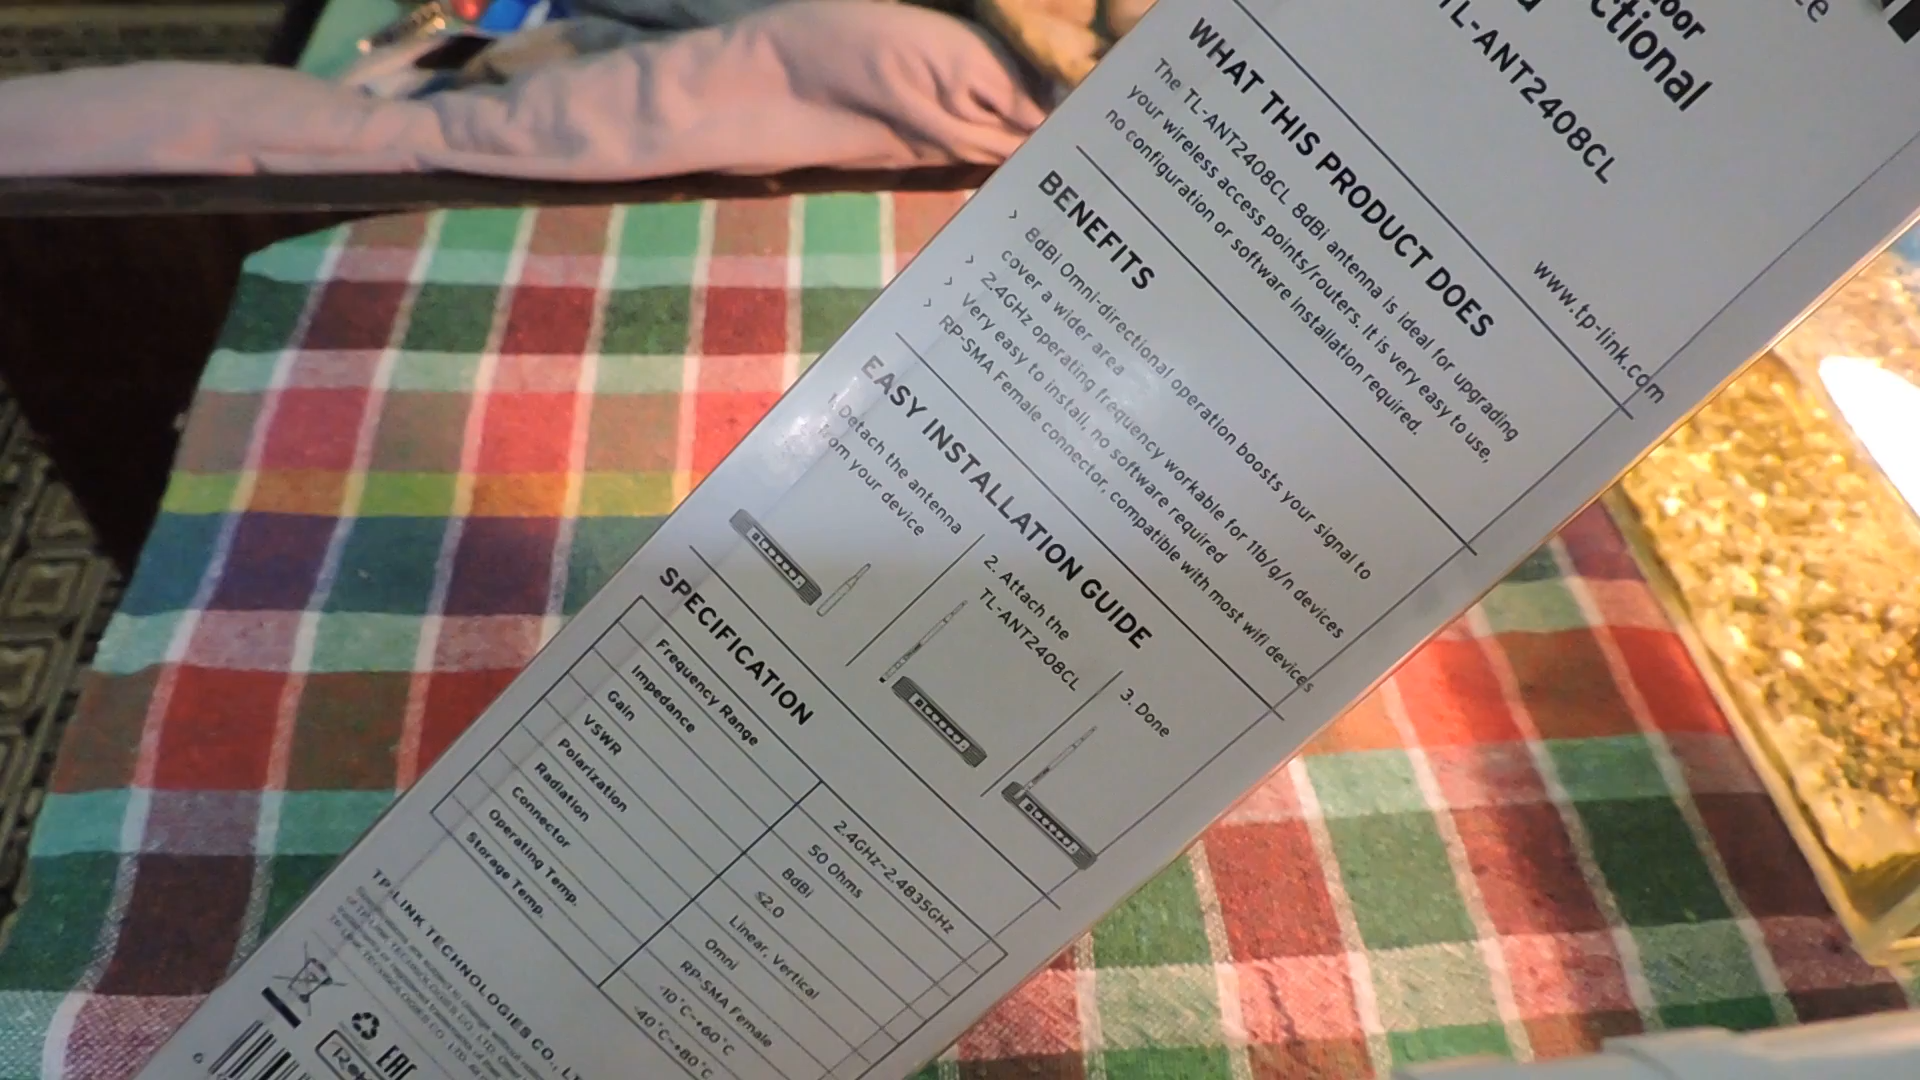 ctional
TL-ANT2408CL
www.tp-link.com
WHAT THIS PRODUCT DOES
The TL-ANT2408CL 8dBi antenna is ideal for upgrading
your wireless access points/routers. It is very easy to use,
no configuration or software installation required.
BENEFITS
› 8dBi Omni-directional operation boosts your signal to
cover a wider area
› 2.4GHz operating frequency workable for 11b/g/n devices
› Very easy to install, no software required
› RP-SMA Female connector, compatible with most wifi devices
EASY INSTALLATION GUIDE
1. Detach the antenna
from your device
2. Attach the
TL-ANT2408CL
3. Done
SPECIFICATION
Frequency Range 2.4GHz~2.4835GHz
Impedance 50 Ohms
Gain 8dBi
VSWR ≤2.0
Polarization Linear, Vertical
Radiation Omni
Connector RP-SMA Female
Operating Temp. -10°C~+60°C
Storage Temp. -40°C~+80°C
TP-LINK TECHNOLOGIES CO.,
EAC
6